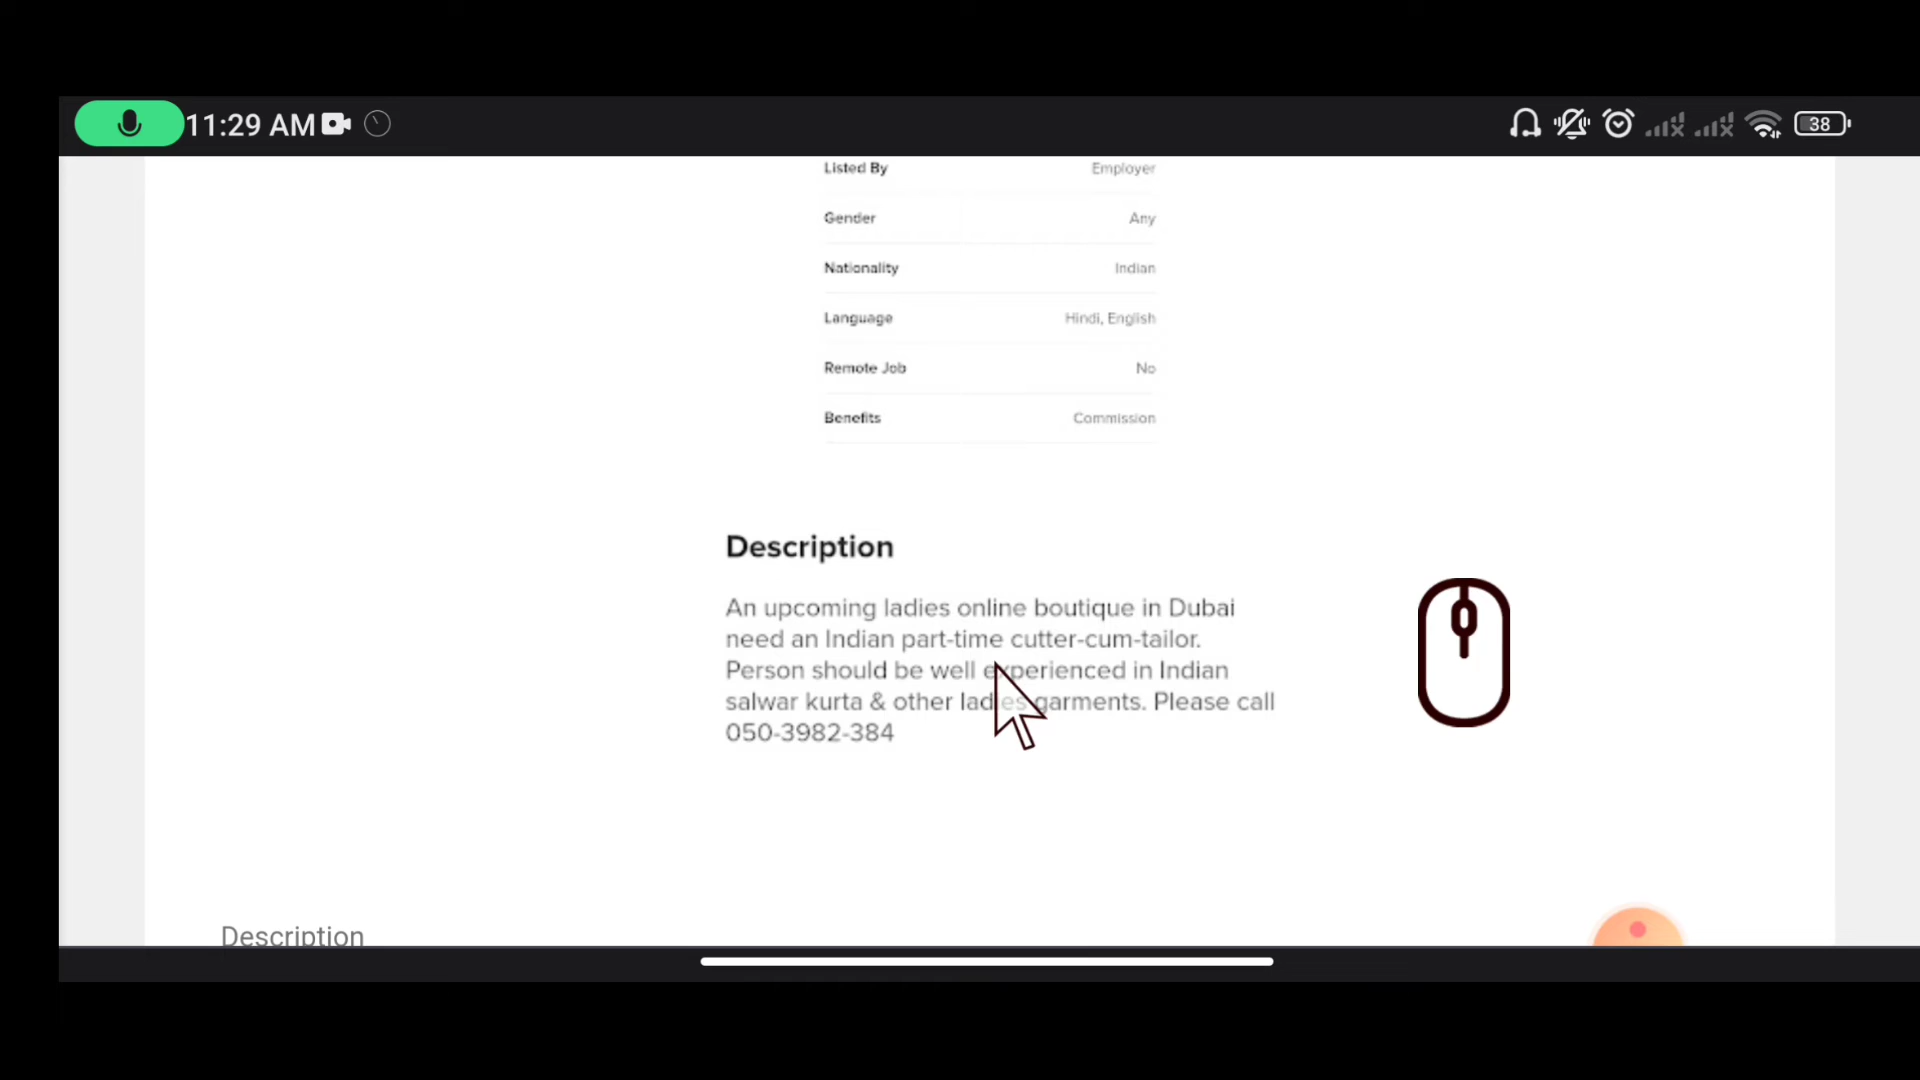 11:29 AM
38
Listed By Employer
Gender Any
Nationality Indian
Language Hindi, English
Remote Job No
Benefits Commission
Description
An upcoming ladies online boutique in Dubai
need an Indian part-time cutter-cum-tailor.
Person should be well experienced in Indian
salwar kurta & other ladies garments. Please call
050-3982-384
Description